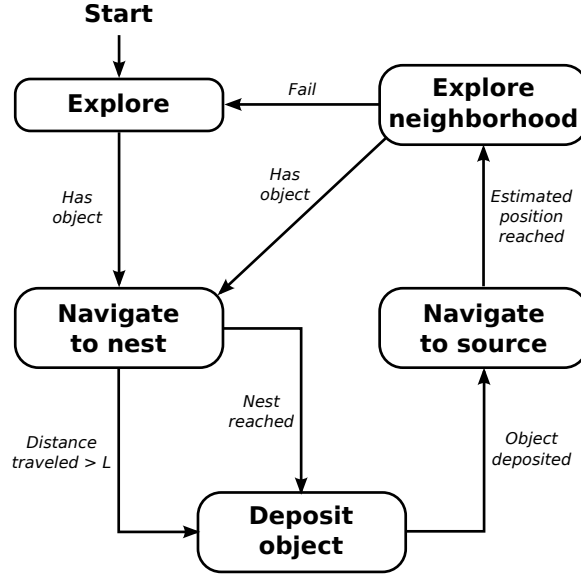 Start
Explore
Fail
Explore
neighborhood
Has
object
Has
object
Estimated
position
reached
Navigate
to nest
Navigate
to source
Nest
reached
Distance
traveled > L
Object
deposited
Deposit
object